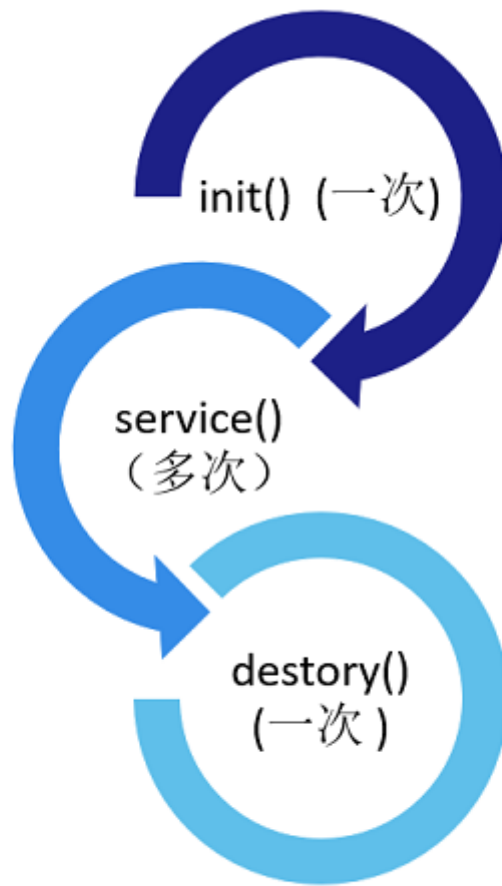 init() (一次)
service()
（多次）
destory()
(一次 )